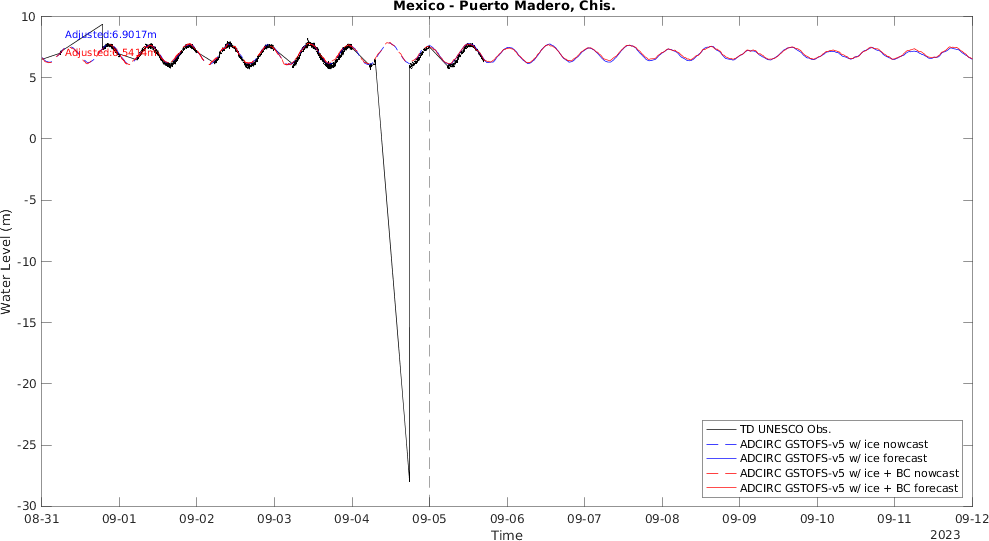 Mexico - Puerto Madero, Chis.
Adjusted:6.9017m
Water Level (m)
10
5
0
-5
-10
-15
-20
-25
-30
08-31
09-01
09-02
09-03
09-04
09-05
09-06
09-07
09-08
09-09
09-10
09-11
09-12
Time
2023
TD UNESCO Obs.
ADCIRC GSTOFS-v5 w/ ice nowcast
ADCIRC GSTOFS-v5 w/ ice forecast
ADCIRC GSTOFS-v5 w/ ice + BC nowcast
ADCIRC GSTOFS-v5 w/ ice + BC forecast